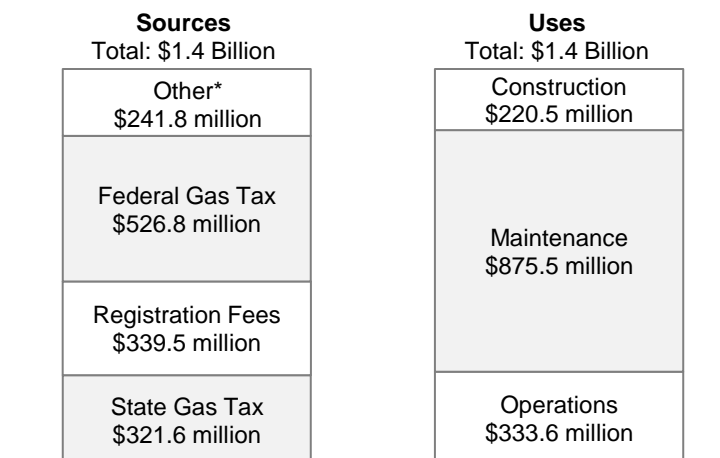 Sources
Total: $1.4 Billion
Other*
$241.8 million
Federal Gas Tax
$526.8 million
Registration Fees
$339.5 million
State Gas Tax
$321.6 million
Uses
Total: $1.4 Billion
Construction
$220.5 million
Maintenance
$875.5 million
Operations
$333.6 million